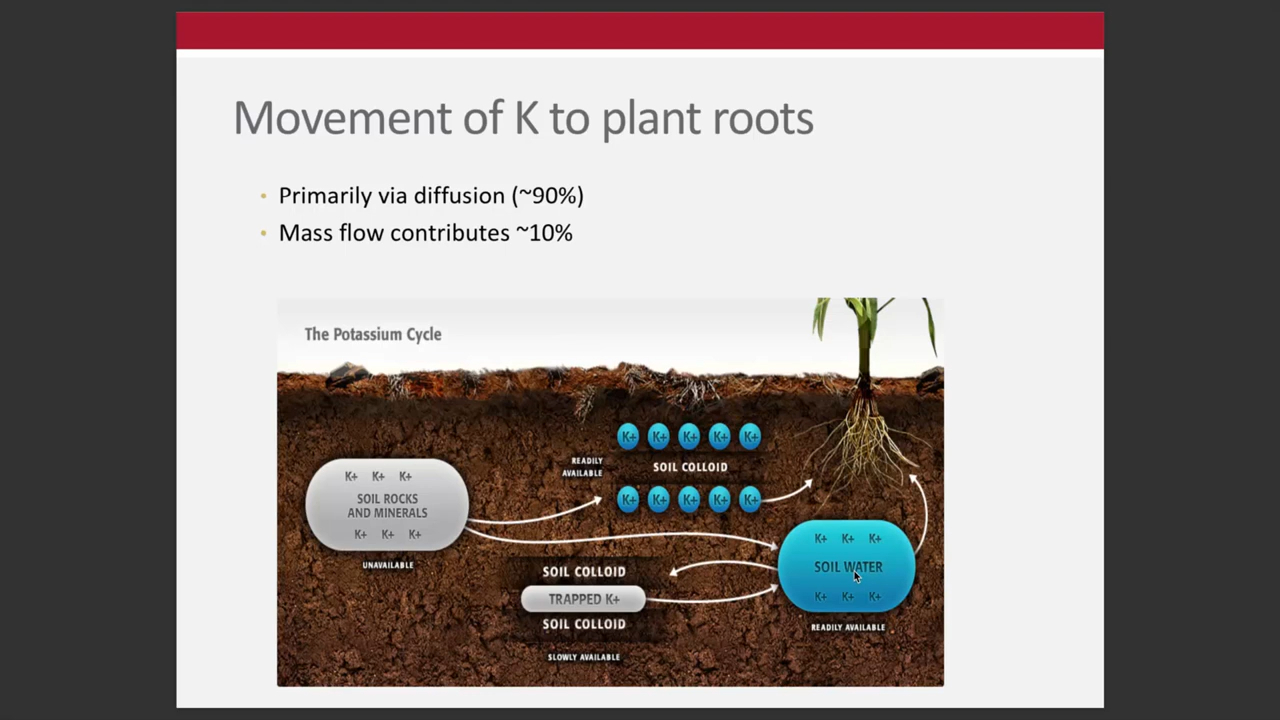 Movement of K to plant roots
• Primarily via diffusion (~90%)
• Mass flow contributes ~10%
The Potassium Cycle
K+ K+ K+ K+ K+
READILY
AVAILABLE
SOIL COLLOID
K+ K+ K+ K+ K+
K+ K+ K+
SOIL ROCKS
AND MINERALS
K+ K+ K+
UNAVAILABLE
K+ K+ K+
SOIL WATER
K+ K+ K+
READILY AVAILABLE
SOIL COLLOID
TRAPPED K+
SOIL COLLOID
SLOWLY AVAILABLE